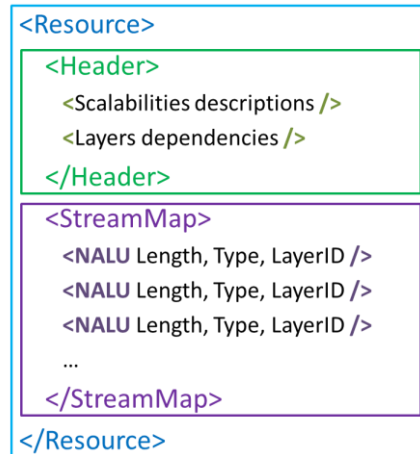 <Resource>
<Header>
<Scalabilities descriptions />
<Layers dependencies />
</Header>
<StreamMap>
<NALU Length, Type, LayerID />
<NALU Length, Type, LayerID />
<NALU Length, Type, LayerID />
...
</StreamMap>
</Resource>